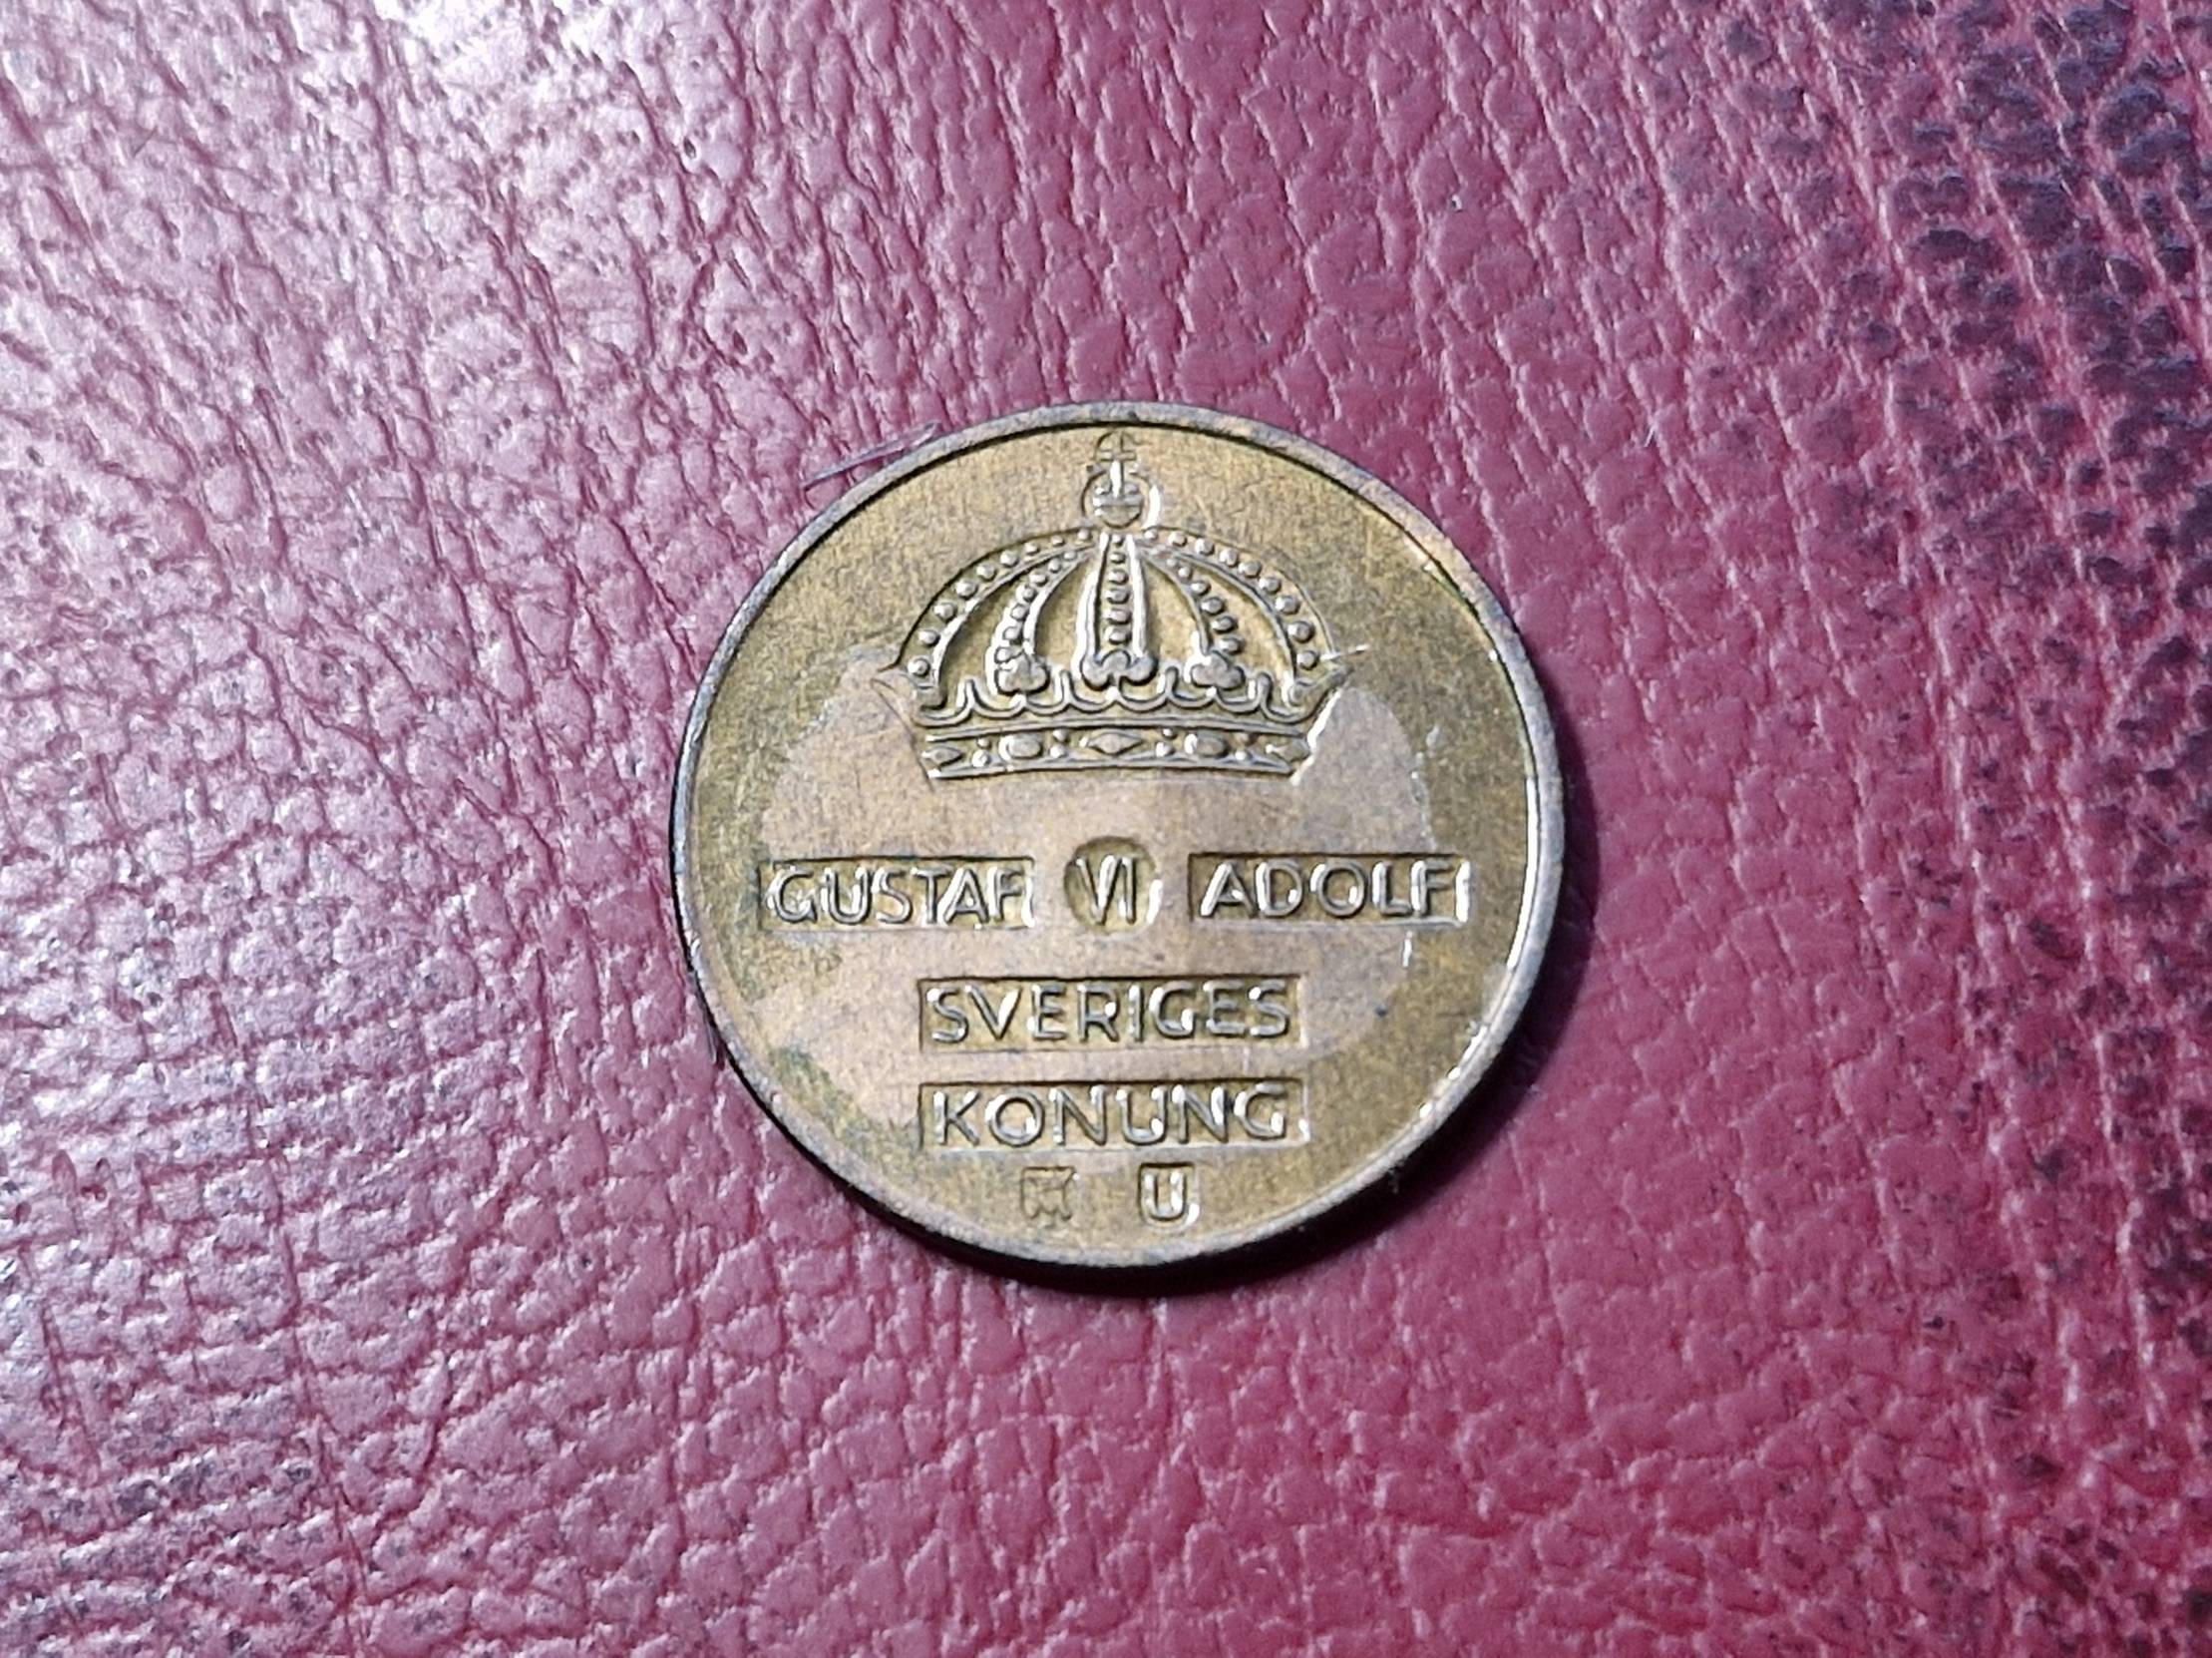 GUSTAF VI ADOLF
SVERIGES
KONUNG
U